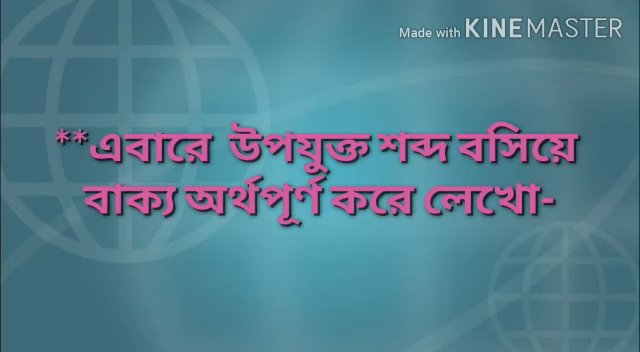 Made with KINEMASTER
**এবারে উপযুক্ত শব্দ বসিয়ে
বাক্য অর্থপূর্ণ করে লেখো-